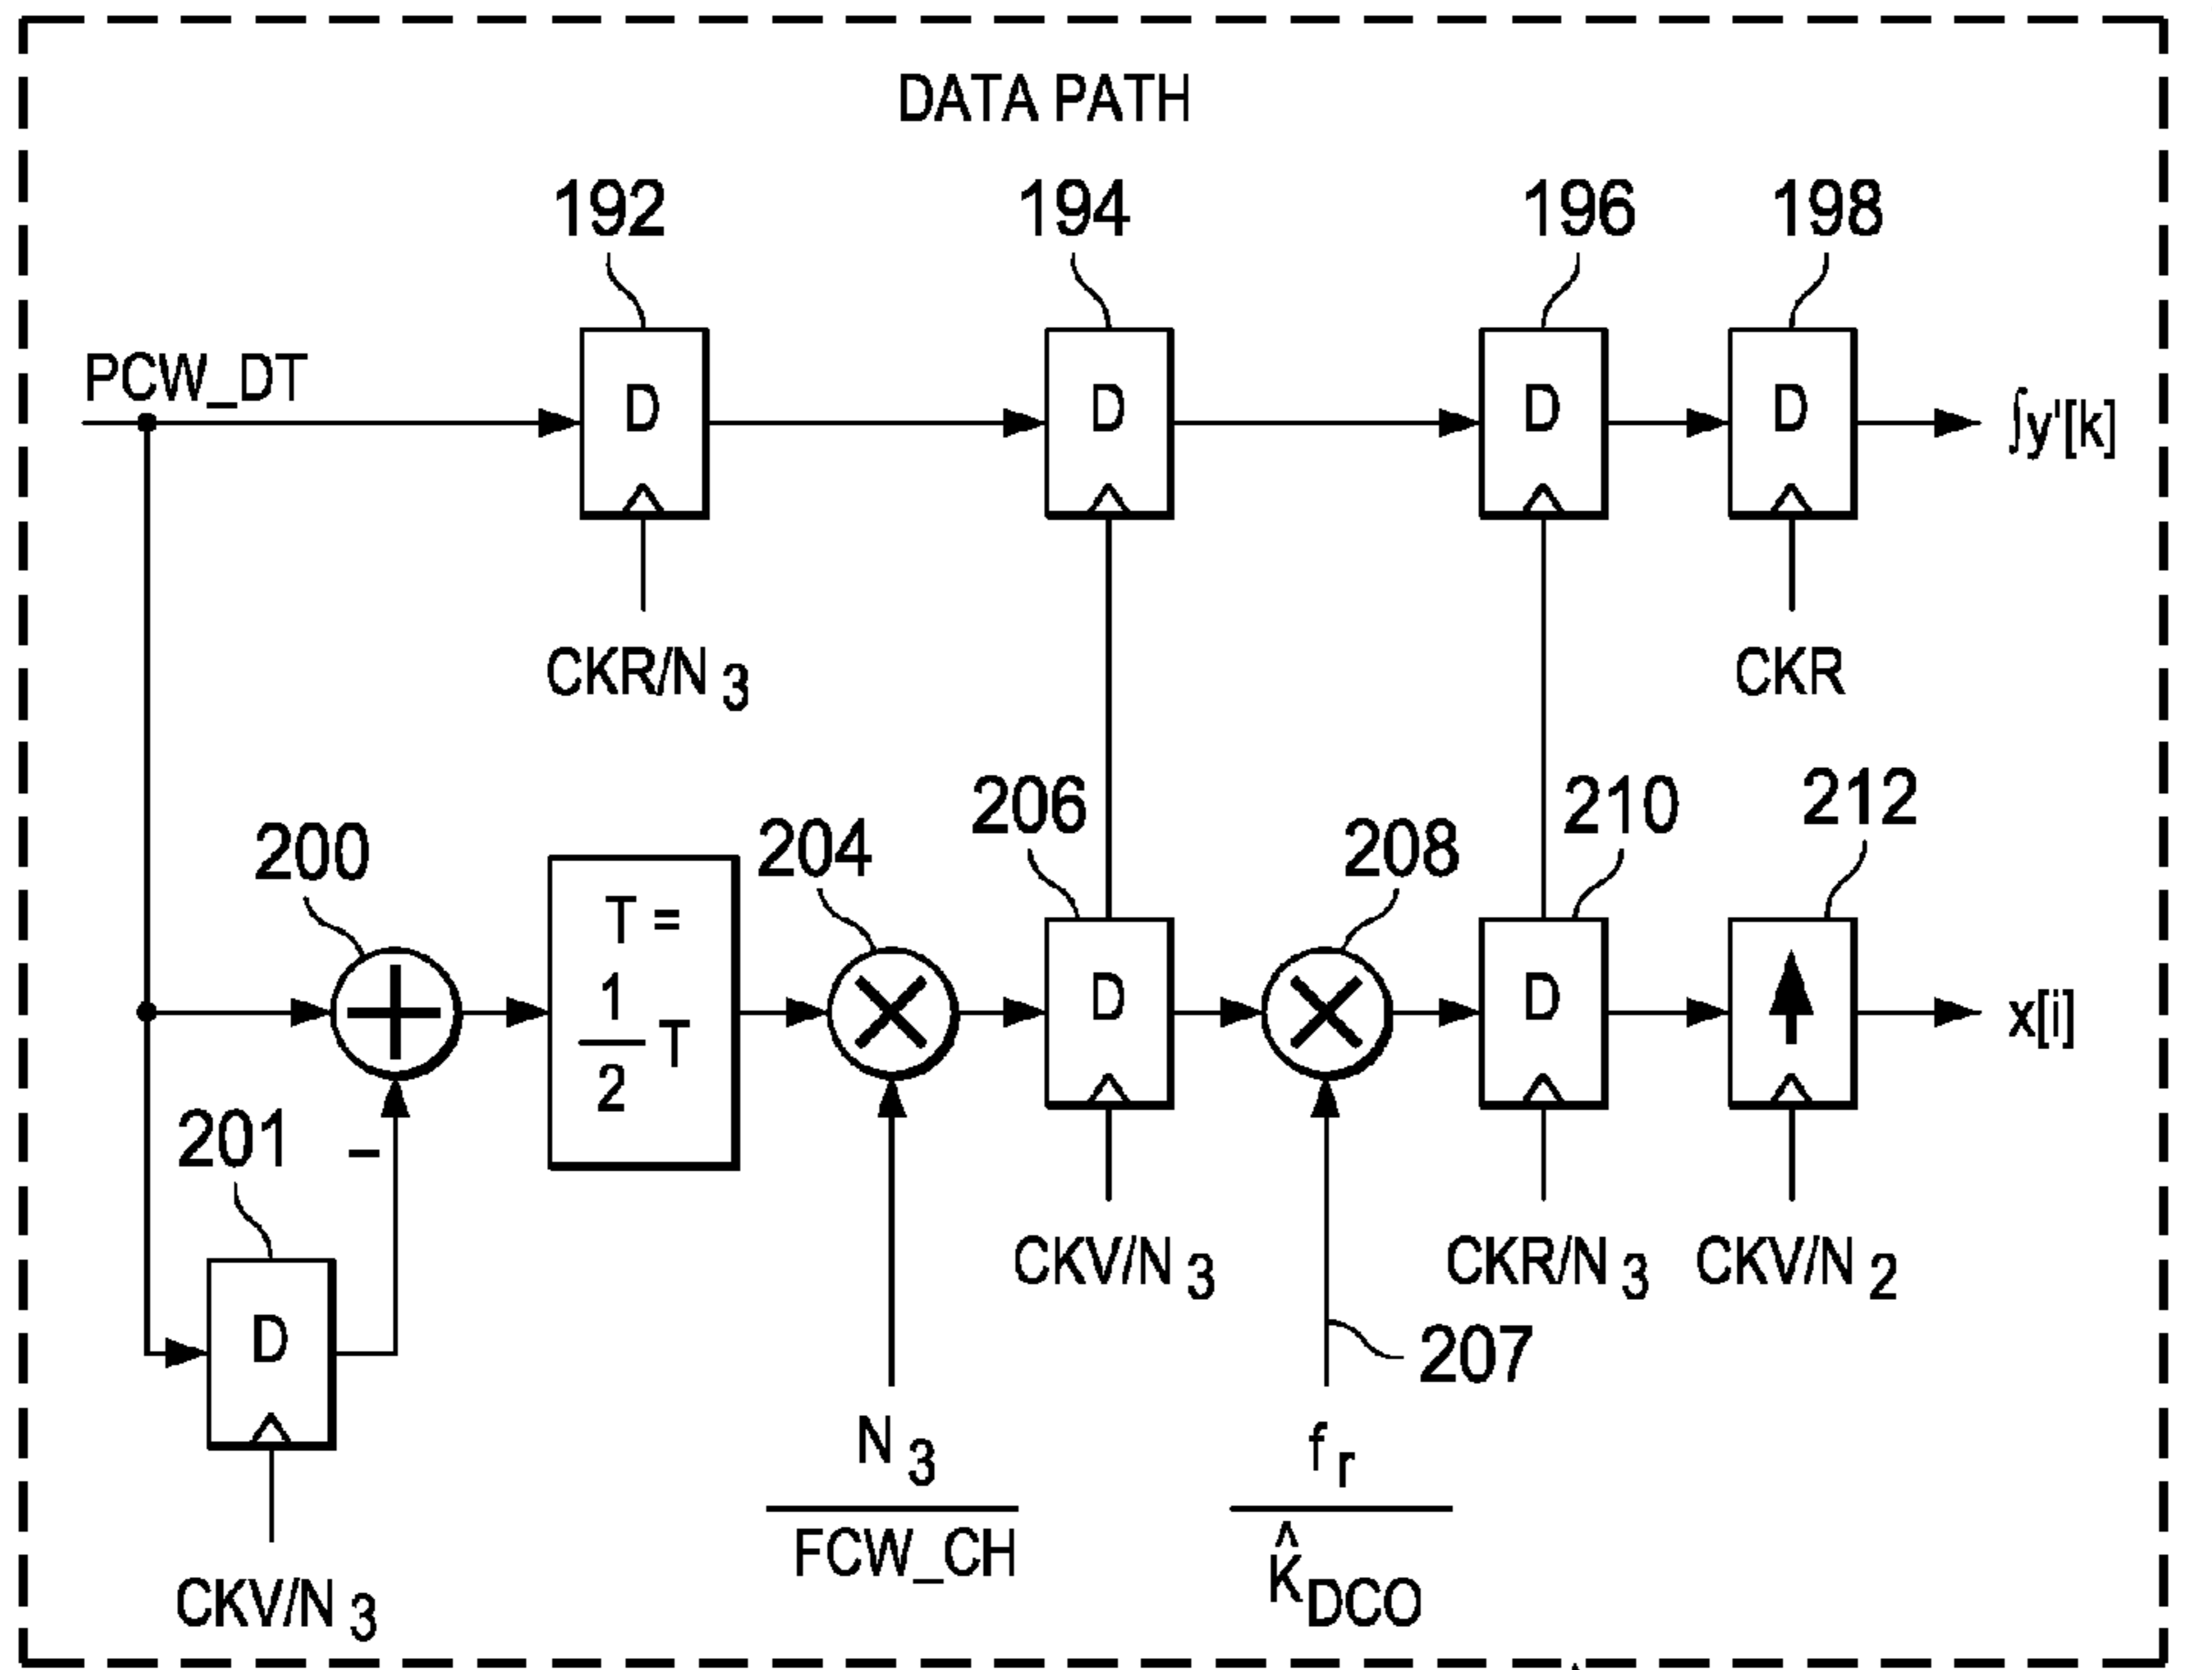 DATA PATH
192
194
196
198
PCW_DT
D
D
D
D
∫y'[k]
CKR/N 3
CKR
200
204
206
208
210
212
T =
1
2
T
D
D
x[i]
201
–
D
CKV/N 3
CKR/N 3
CKV/N 2
207
N 3
FCW_CH
f r
K̂ DCO
CKV/N 3